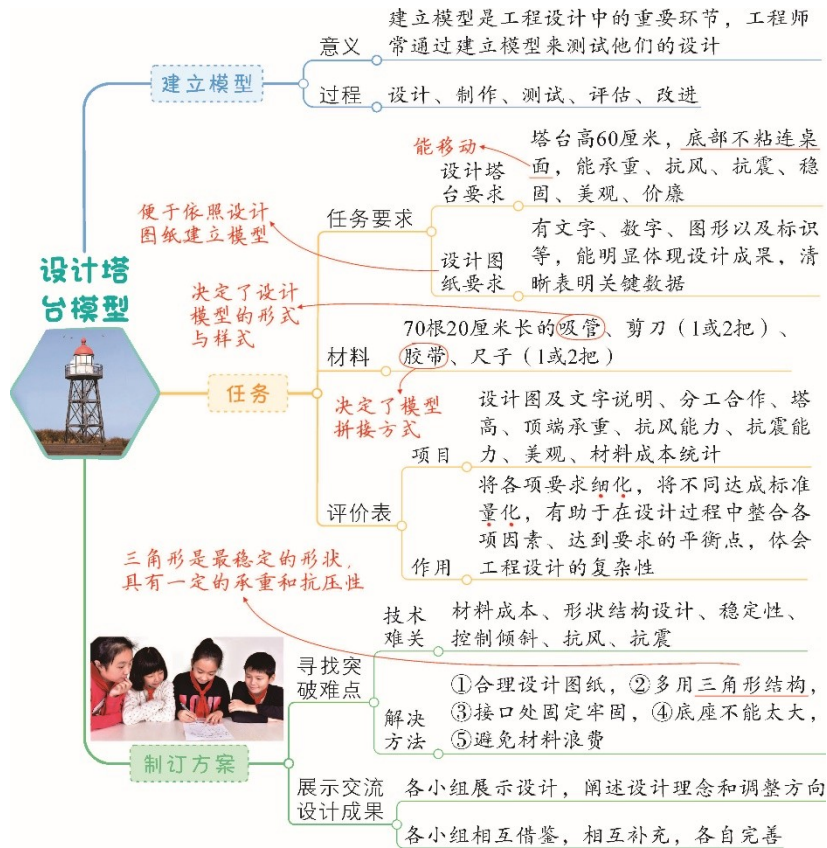 建立模型是工程设计中的重要环节，工程师
常通过建立模型来测试他们的设计
意义
建立模型
过程
设计、制作、测试、评估、改进
能移动
塔台高60厘米，底部不粘连桌
面，能承重、抗风、抗震、稳
固、美观、价廉
设计塔
台要求
便于依照设计
图纸建立模型
任务要求
有文字、数字、图形以及标识
等，能明显体现设计成果，清
晰表明关键数据
设计图
纸要求
设计塔
台模型
决定了设计
模型的形式
与样式
70根20厘米长的吸管、剪刀（1或2把）、
胶带、尺子（1或2把）
材料
任务
决定了模型
拼接方式
设计图及文字说明、分工合作、塔
高、顶端承重、抗风能力、抗震能
力、美观、材料成本统计
项目
评价表
将各项要求细化，将不同达成标准
量化，有助于在设计过程中整合各
项因素、达到要求的平衡点，体会
工程设计的复杂性
作用
三角形是最稳定的形状，
具有一定的承重和抗压性
技术
难关
材料成本、形状结构设计、稳定性、
控制倾斜、抗风、抗震
寻找突
破难点
①合理设计图纸，②多用三角形结构，
③接口处固定牢固，④底座不能太大，
⑤避免材料浪费
解决
方法
制订方案
展示交流
设计成果
各小组展示设计，阐述设计理念和调整方向
各小组相互借鉴，相互补充，各自完善